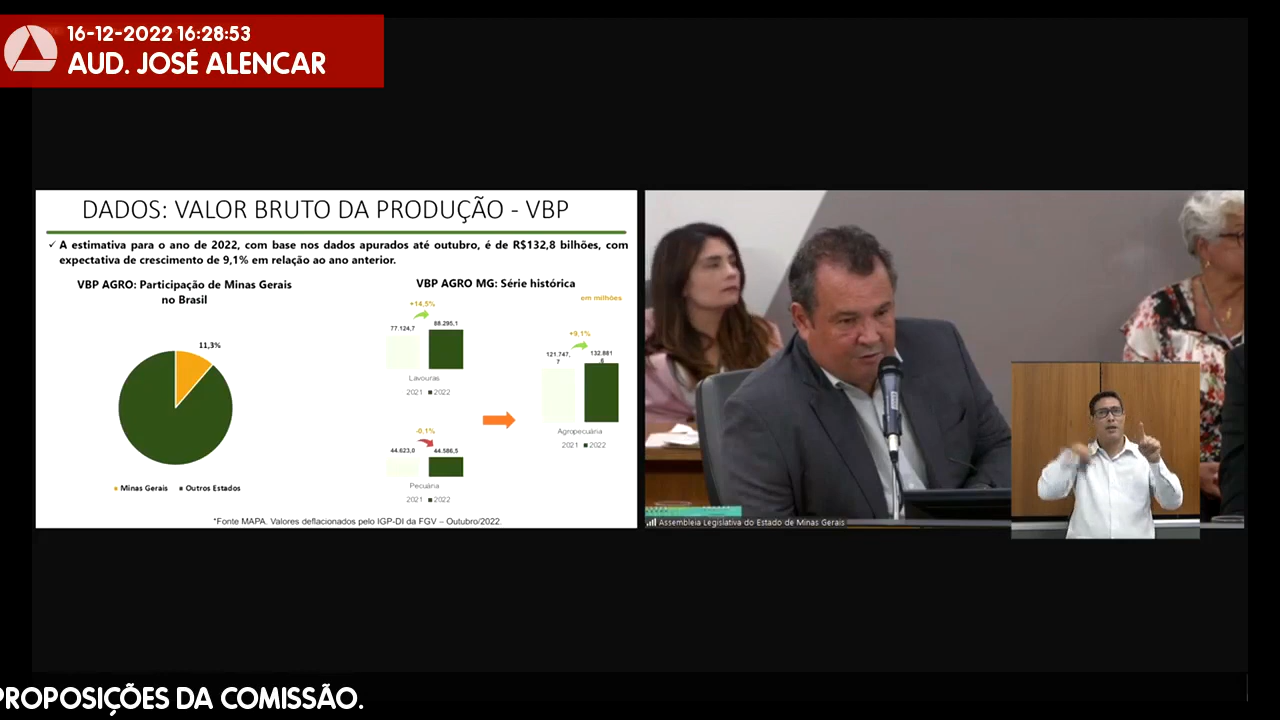 16-12-2022 16:28:53
AUD. JOSÉ ALENCAR
DADOS: VALOR BRUTO DA PRODUÇÃO - VBP
✓ A estimativa para o ano de 2022, com base nos dados apurados até outubro, é de R$132,8 bilhões, com
expectativa de crescimento de 9,1% em relação ao ano anterior.
VBP AGRO: Participação de Minas Gerais
no Brasil
11,3%
Minas Gerais Outros Estados
VBP AGRO MG: Série histórica
em milhões
+14,5%
77.124,7
88.295,1
Lavouras
2021 2022
-0,1%
44.623,0
44.586,5
Pecuária
2021 2022
+9,1%
121.747,
7
132.881
6
Agropecuária
2021 2022
*Fonte MAPA. Valores deflacionados pelo IGP-DI da FGV – Outubro/2022.
Assembleia Legislativa do Estado de Minas Gerais
PROPOSIÇÕES DA COMISSÃO.